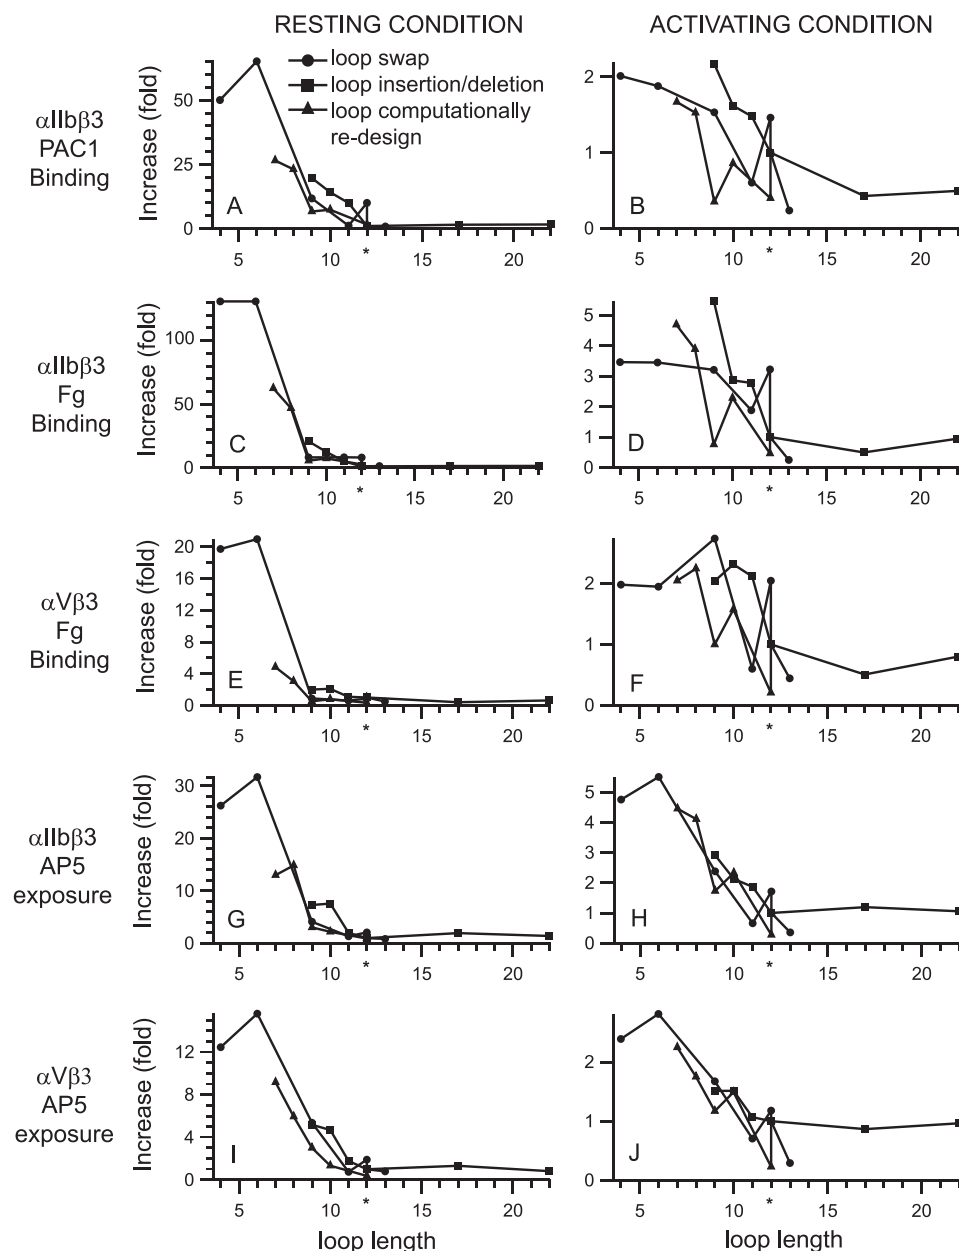 RESTING CONDITION
ACTIVATING CONDITION
loop swap
loop insertion/deletion
loop computationally
re-design
αIIbβ3
PAC1
Binding
Increase (fold)
50
25
0
A
5 10 15 20
*
2
1
0
B
5 10 15 20
*
αIIbβ3
Fg
Binding
Increase (fold)
100
50
0
C
5 10 15 20
*
5
4
3
2
1
0
D
5 10 15 20
*
αVβ3
Fg
Binding
Increase (fold)
20
16
12
8
4
0
E
5 10 15 20
*
2
1
0
F
5 10 15 20
*
αIIbβ3
AP5
exposure
Increase (fold)
30
20
10
0
G
5 10 15 20
*
5
4
3
2
1
0
H
5 10 15 20
*
αVβ3
AP5
exposure
Increase (fold)
12
8
4
0
I
5 10 15 20
*
loop length
2
1
0
J
5 10 15 20
*
loop length